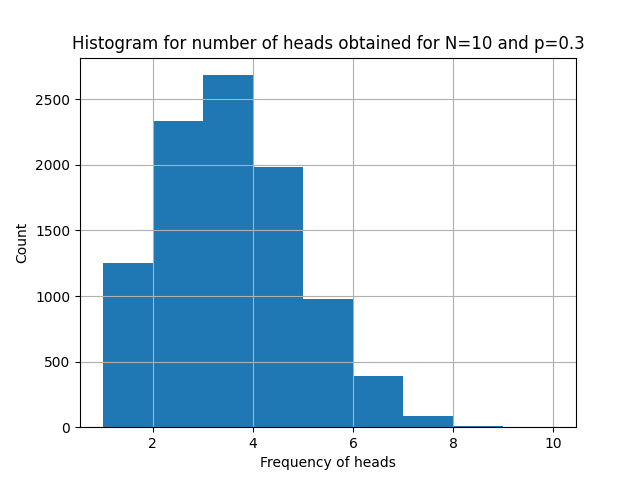 Histogram for number of heads obtained for N=10 and p=0.3
2500
2000
1500
1000
500
0
Count
2 4 6 8 10
Frequency of heads